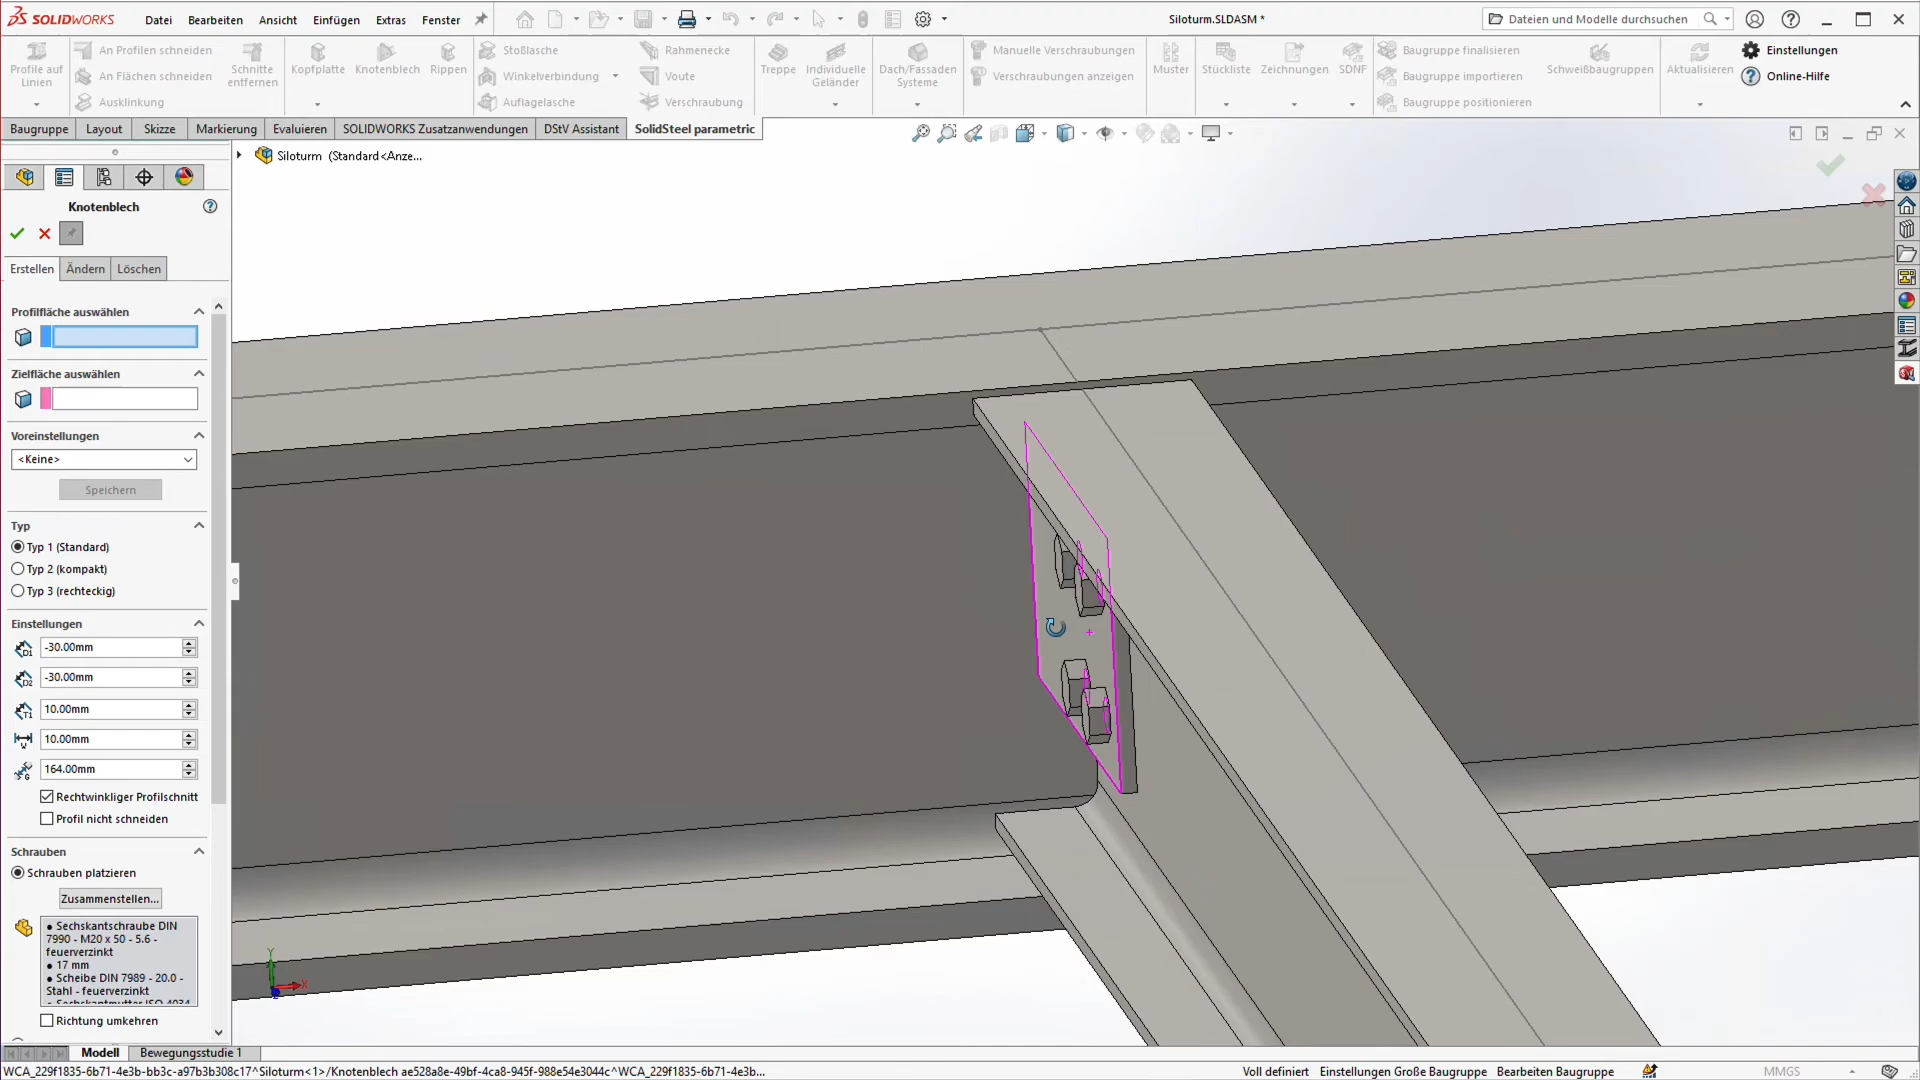 SOLIDWORKS Datei Bearbeiten Ansicht Einfügen Extras Fenster Siloturm.SLDASM * Dateien und Modelle durchsuchen
Profile auf Linien
An Profilen schneiden
An Flächen schneiden
Ausklinkung
Schnitte entfernen
Kopfplatte
Knotenblech
Rippen
Stoßlasche
Winkelverbindung
Auflagelasche
Rahmenecke
Voute
Verschraubung
Treppe
Individuelle Geländer
Dach/Fassaden Systeme
Manuelle Verschraubungen
Verschraubungen anzeigen
Muster
Stückliste
Zeichnungen
SDNF
Baugruppe finalisieren
Baugruppe importieren
Baugruppe positionieren
Schweißbaugruppen
Aktualisieren
Einstellungen
Online-Hilfe
Baugruppe Layout Skizze Markierung Evaluieren SOLIDWORKS Zusatzanwendungen DStV Assistant SolidSteel parametric
Siloturm (Standard<Anze...
Knotenblech
Erstellen Ändern Löschen
Profilfläche auswählen
Zielfläche auswählen
Voreinstellungen
<Keine>
Speichern
Typ
Typ 1 (Standard)
Typ 2 (kompakt)
Typ 3 (rechteckig)
Einstellungen
D1 -30.00mm
D2 -30.00mm
T1 10.00mm
W 10.00mm
G 164.00mm
Rechtwinkliger Profilschnitt
Profil nicht schneiden
Schrauben
Schrauben platzieren
Zusammenstellen...
● Sechskantschraube DIN
7990 - M20 x 50 - 5.6 -
feuerverzinkt
● 17 mm
● Scheibe DIN 7989 - 20.0 -
Stahl - feuerverzinkt
● Sechskantmutter ISO 4034
Richtung umkehren
Y
X
Z
Modell Bewegungsstudie 1
WCA_229f1835-6b71-4e3b-bb3c-a97b3b308c17^Siloturm<1>/Knotenblech ae528a8e-49bf-4ca8-945f-988e54e3044c^WCA_229f1835-6b71-4e3b... Voll definiert Einstellungen Große Baugruppe Bearbeiten Baugruppe MMGS